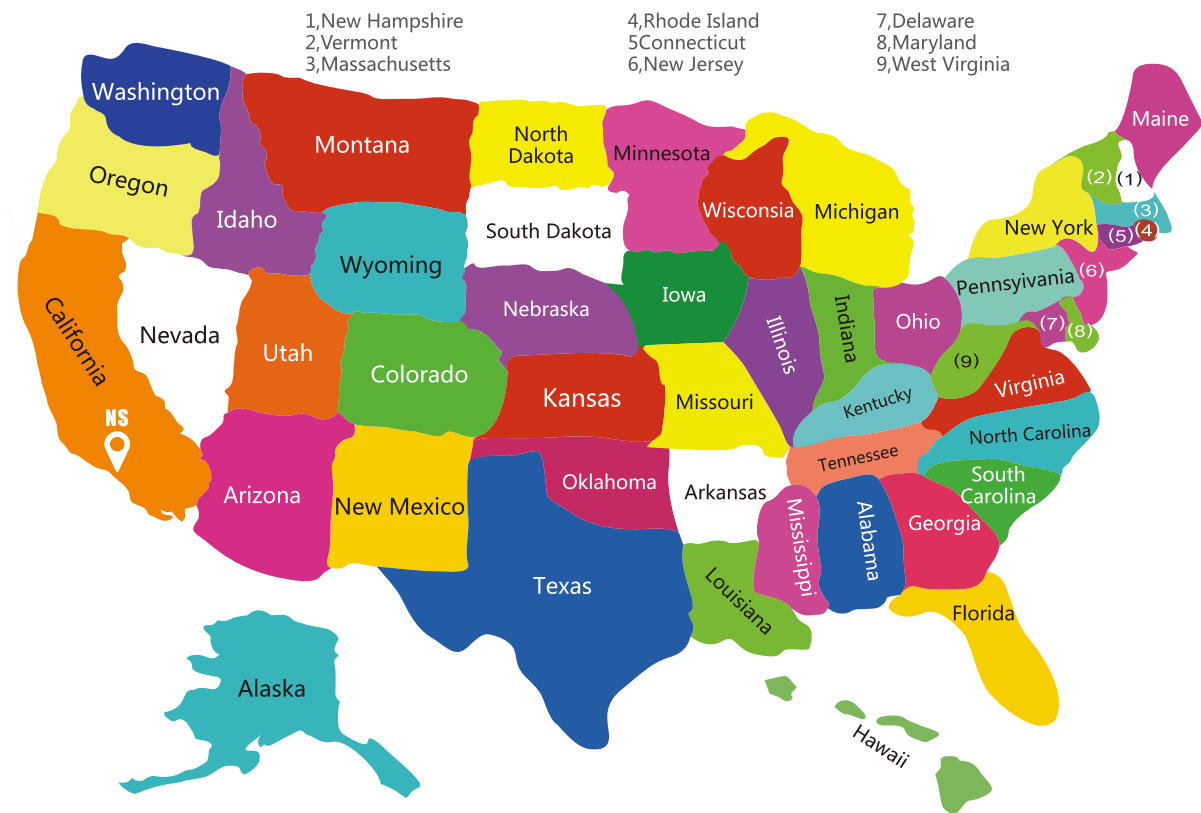 1,New Hampshire
2,Vermont
3,Massachusetts
4,Rhode Island
5Connecticut
6,New Jersey
7,Delaware
8,Maryland
9,West Virginia
Washington
Oregon
Idaho
Montana
North
Dakota
Minnesota
Wisconsia
Michigan
Maine
(2)
(1)
(3)
New York
(5)
(4)
South Dakota
Wyoming
California
Nevada
Utah
Colorado
Nebraska
Iowa
Illinois
Indiana
Ohio
Pennsyivania
(6)
(7)
(8)
(9)
Virginia
Kansas
Missouri
Kentucky
North Carolina
Tennessee
South
Carolina
NS
Arizona
New Mexico
Oklahoma
Arkansas
Mississippi
Alabama
Georgia
Texas
Louisiana
Florida
Alaska
Hawaii